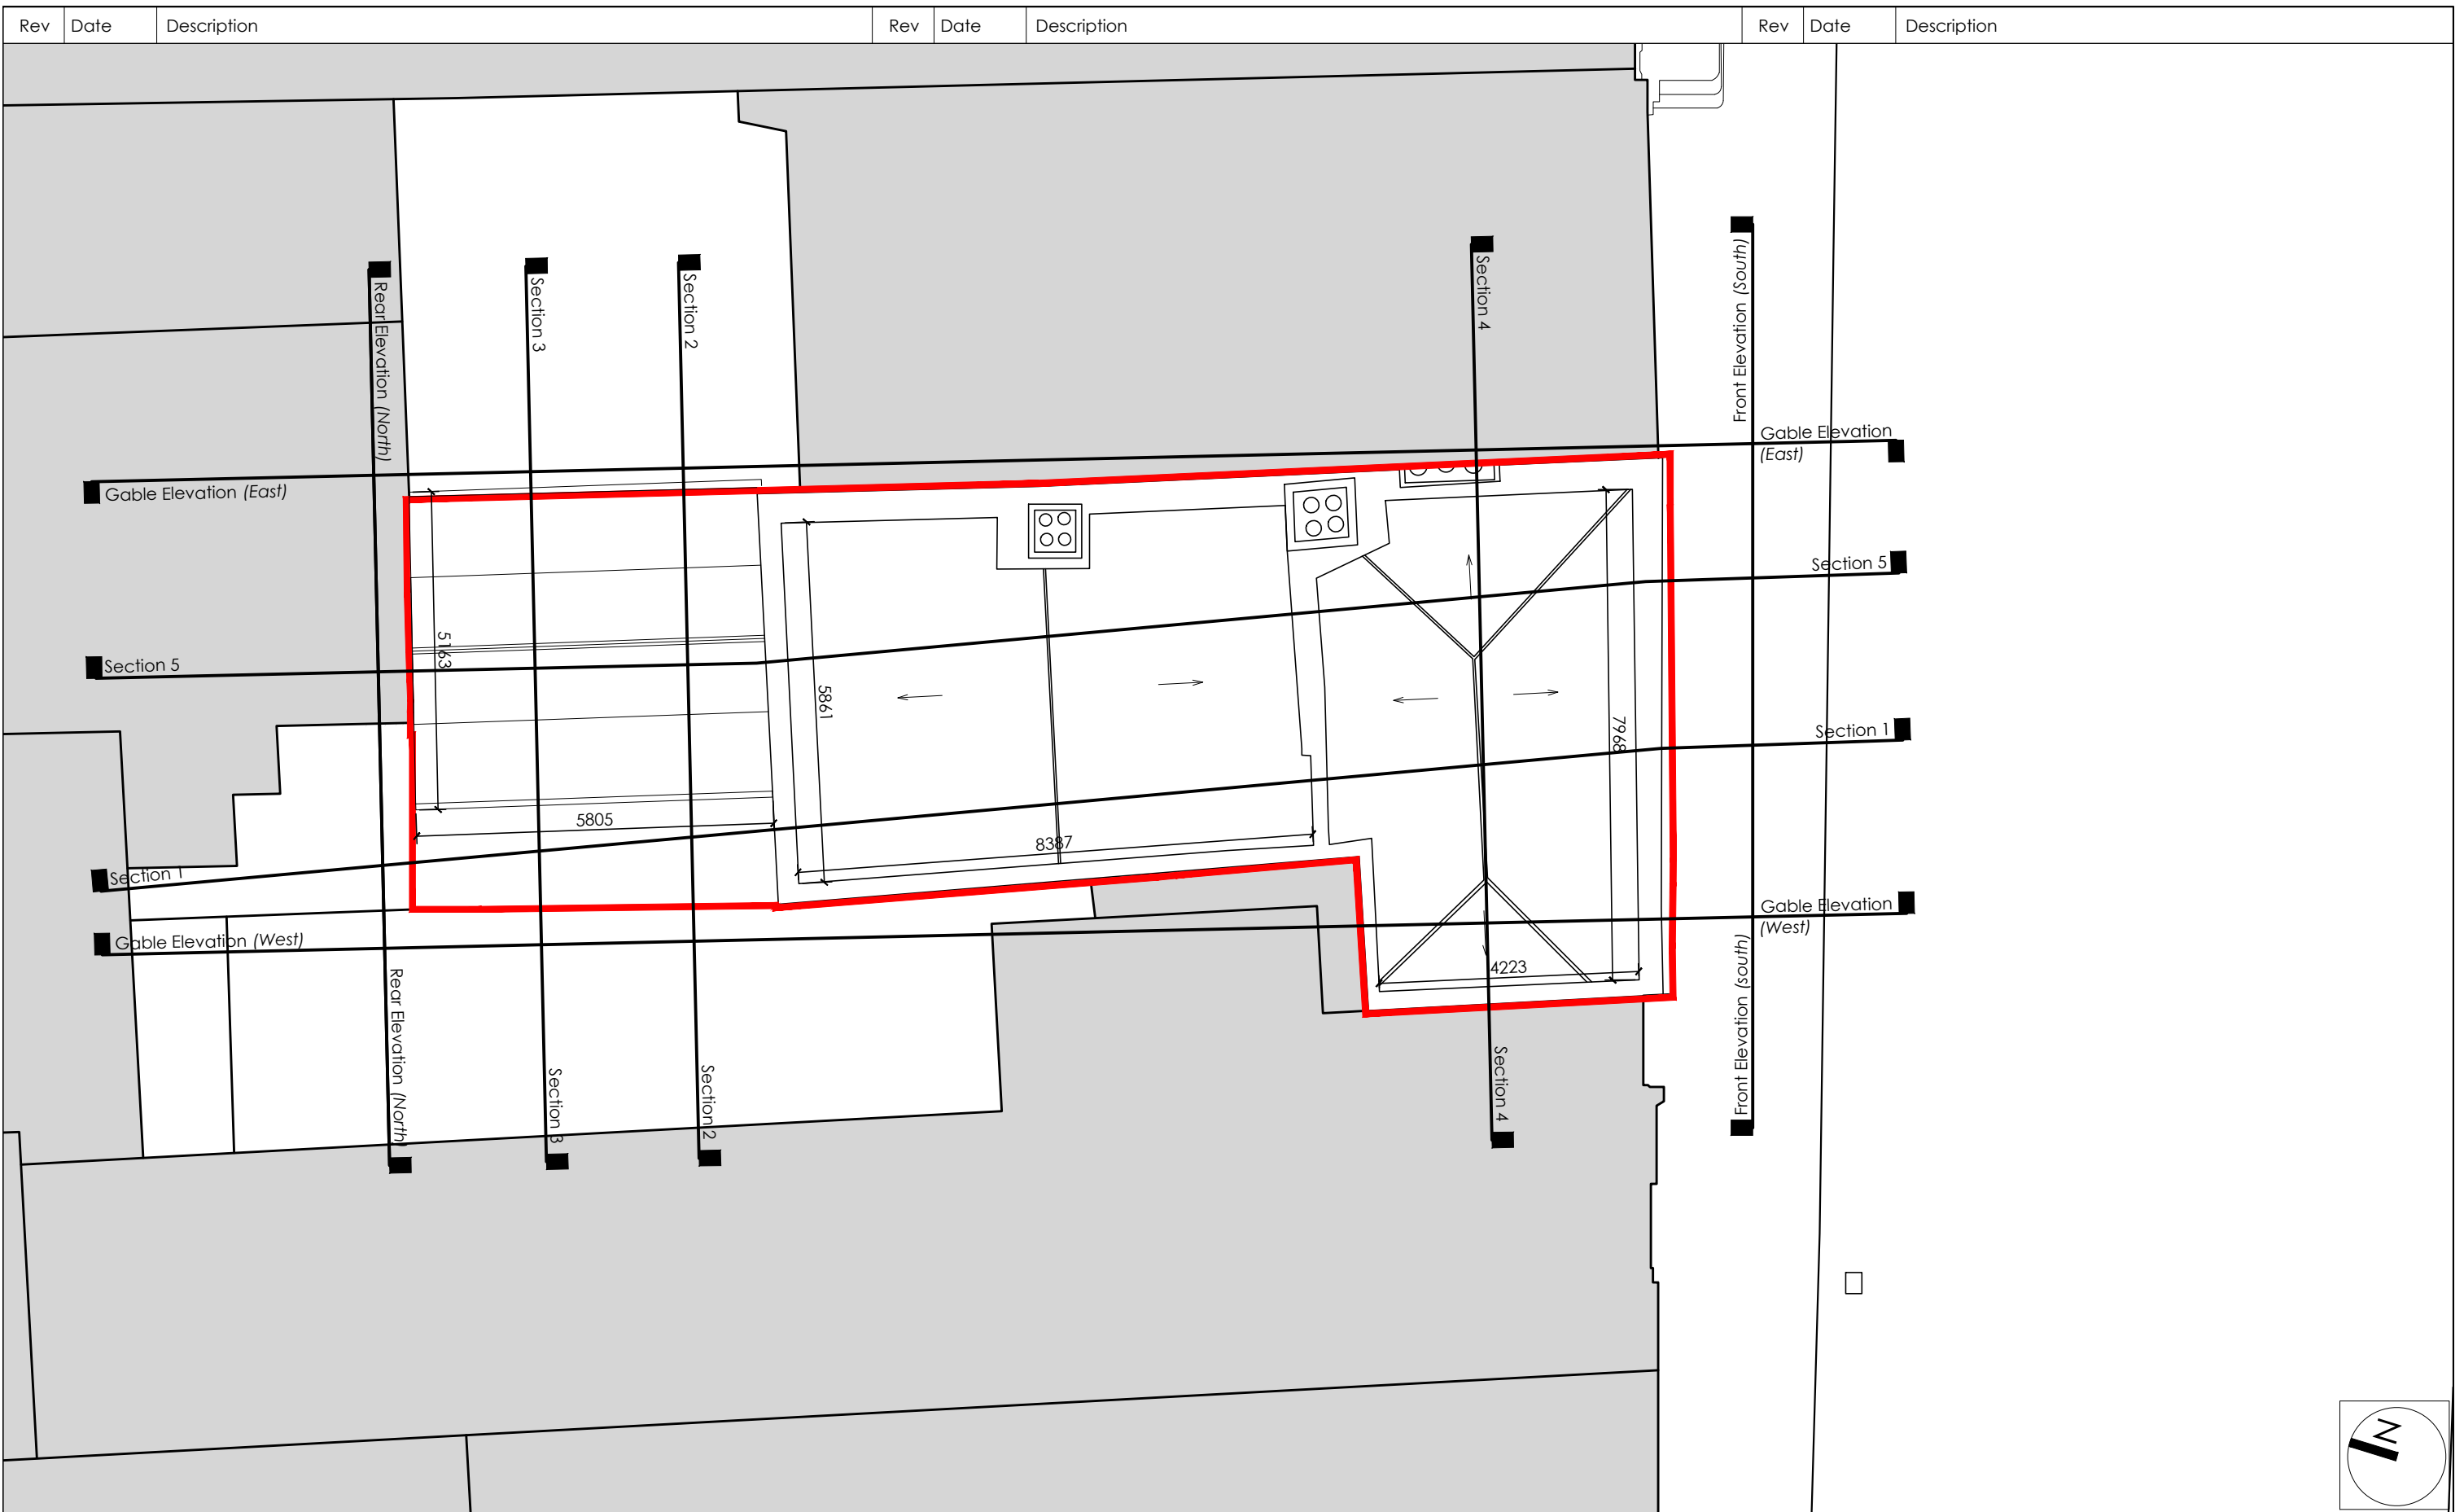 Rev Date Description Rev Date Description Rev Date Description
Front Elevation (South)
Section 4
Section 2
Section 3
Rear Elevation (North)
Gable Elevation
(East)
Gable Elevation (East)
Section 5
Section 5
5163
5861
7968
Section 1
5805
8387
Section 1
Gable Elevation
(West)
Gable Elevation (West)
4223
Rear Elevation (North)
Section 3
Section 2
Section 4
Front Elevation (south)
N